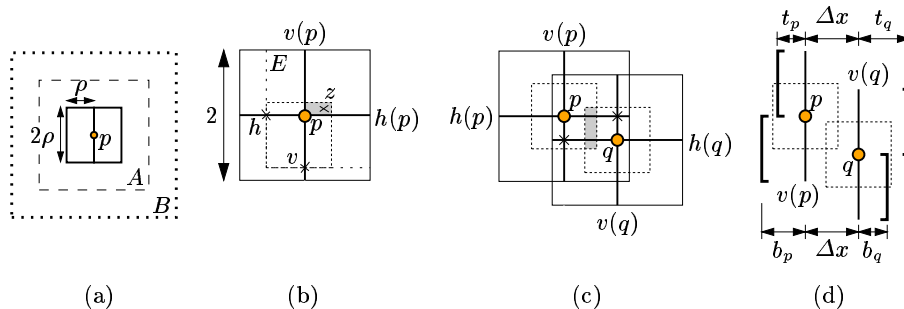 ρ
2ρ
p
A
B
(a)
v(p)
E
z
2
h
p
h(p)
v
(b)
v(p)
p
h(p)
q
h(q)
v(q)
(c)
t_p Δx t_q
v(q)
p
q
v(p)
b_p Δx b_q
(d)